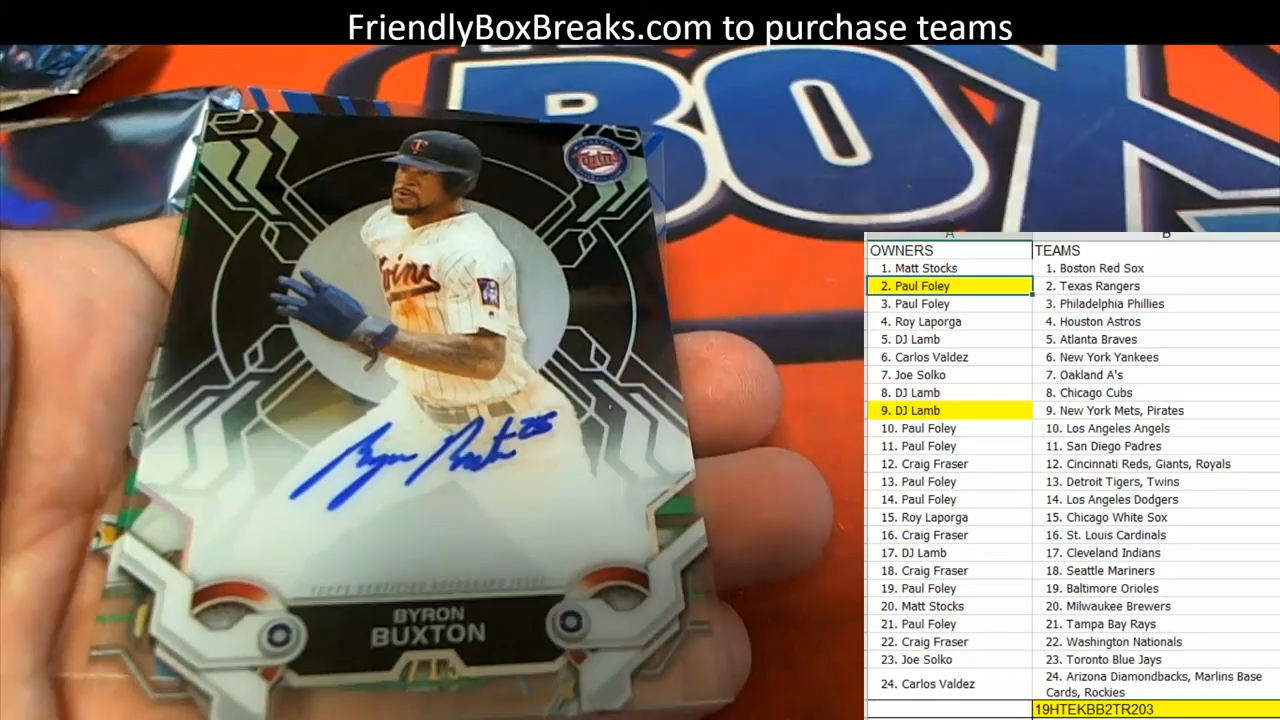 FriendlyBoxBreaks.com to purchase teams
BOX
Twins
Twins
Byron Buxton 25
TOPPS CERTIFIED AUTOGRAPH ISSUE
BYRON
BUXTON
A B
OWNERS TEAMS
1. Matt Stocks 1. Boston Red Sox
2. Paul Foley 2. Texas Rangers
3. Paul Foley 3. Philadelphia Phillies
4. Roy Laporga 4. Houston Astros
5. DJ Lamb 5. Atlanta Braves
6. Carlos Valdez 6. New York Yankees
7. Joe Solko 7. Oakland A's
8. DJ Lamb 8. Chicago Cubs
9. DJ Lamb 9. New York Mets, Pirates
10. Paul Foley 10. Los Angeles Angels
11. Paul Foley 11. San Diego Padres
12. Craig Fraser 12. Cincinnati Reds, Giants, Royals
13. Paul Foley 13. Detroit Tigers, Twins
14. Paul Foley 14. Los Angeles Dodgers
15. Roy Laporga 15. Chicago White Sox
16. Craig Fraser 16. St. Louis Cardinals
17. DJ Lamb 17. Cleveland Indians
18. Craig Fraser 18. Seattle Mariners
19. Paul Foley 19. Baltimore Orioles
20. Matt Stocks 20. Milwaukee Brewers
21. Paul Foley 21. Tampa Bay Rays
22. Craig Fraser 22. Washington Nationals
23. Joe Solko 23. Toronto Blue Jays
24. Carlos Valdez 24. Arizona Diamondbacks, Marlins Base
Cards, Rockies
19HTEKBB2TR203